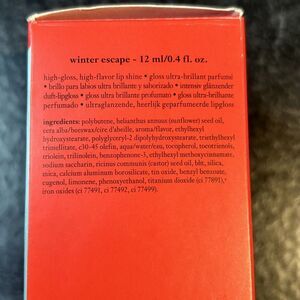 winter escape - 12 ml/0.4 fl. oz.
high-gloss, high-flavor lip shine • gloss ultra-brillant parfumé
• brillo para labios ultra brillante y saborizado • intensiv glänzender
duft-lipgloss • gloss ultra brillante profumato • gloss ultra-brilhante
perfumado • ultraglanzende, heerlijk geparfumeerde lipgloss
ingredients: polybutene, helianthus annuus (sunflower) seed oil,
cera alba/beeswax/cire d'abeille, aroma/flavor, ethylhexyl
hydroxystearate, polyglyceryl-2 dipolyhydroxystearate, triethylhexyl
trimellitate, c30-45 olefin, aqua/water/eau, tocopherol, tocotrienols,
triolein, trilinolein, benzophenone-3, ethylhexyl methoxycinnamate,
sodium saccharin, ricinus communis (castor) seed oil, bht, silica,
mica, calcium aluminum borosilicate, tin oxide, benzyl benzoate,
eugenol, limonene, phenoxyethanol, titanium dioxide (ci 77891),
iron oxides (ci 77491, ci 77492, ci 77499).